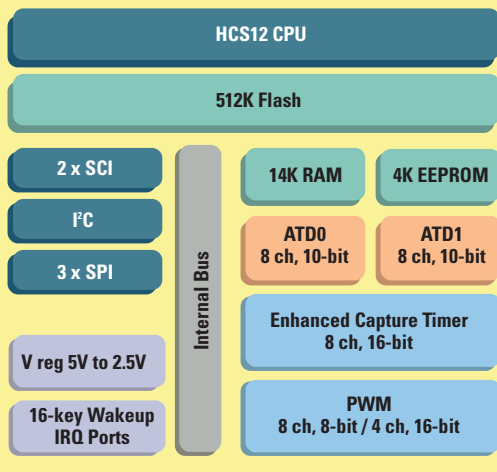 HCS12 CPU
512K Flash
2 x SCI
I²C
3 x SPI
V reg 5V to 2.5V
16-key Wakeup
IRQ Ports
Internal Bus
14K RAM
4K EEPROM
ATD0
8 ch, 10-bit
ATD1
8 ch, 10-bit
Enhanced Capture Timer
8 ch, 16-bit
PWM
8 ch, 8-bit / 4 ch, 16-bit